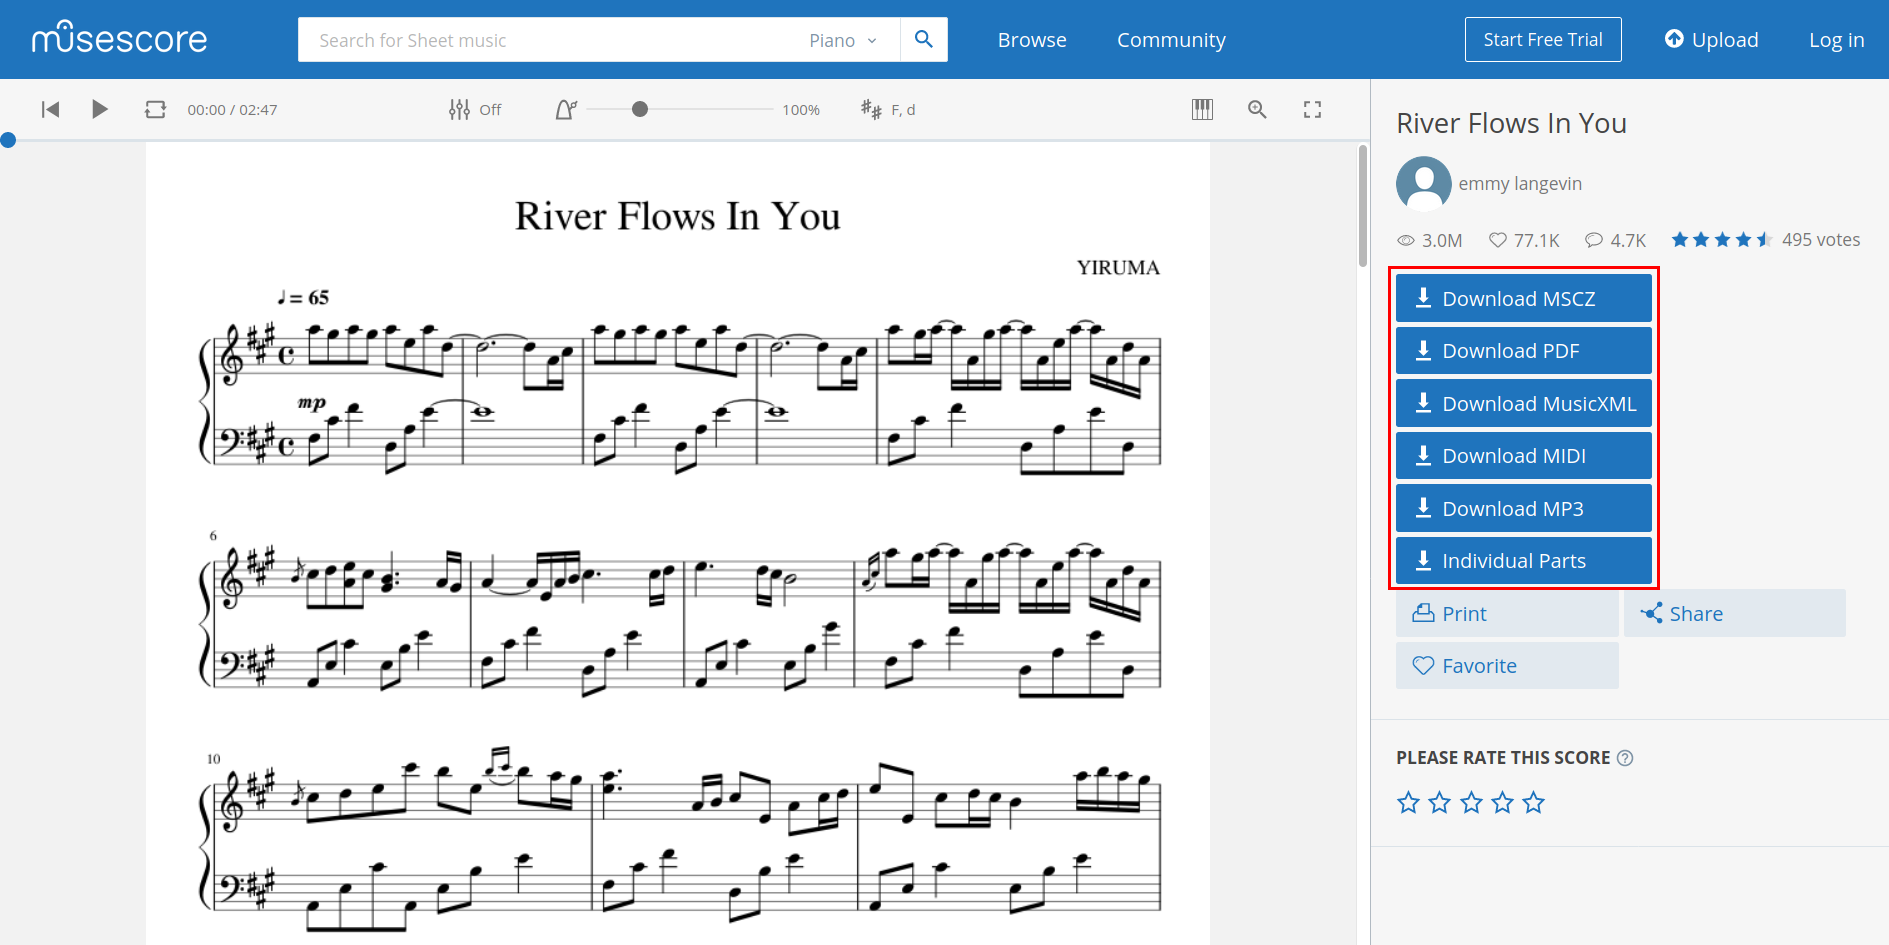 musescore
Search for Sheet music Piano
Browse Community
Start Free Trial Upload Log in
00:00 / 02:47 Off 100% F, d
River Flows In You
YIRUMA
♩ = 65
mp
6
10
River Flows In You
emmy langevin
3.0M 77.1K 4.7K 495 votes
Download MSCZ
Download PDF
Download MusicXML
Download MIDI
Download MP3
Individual Parts
Print Share
Favorite
PLEASE RATE THIS SCORE ?